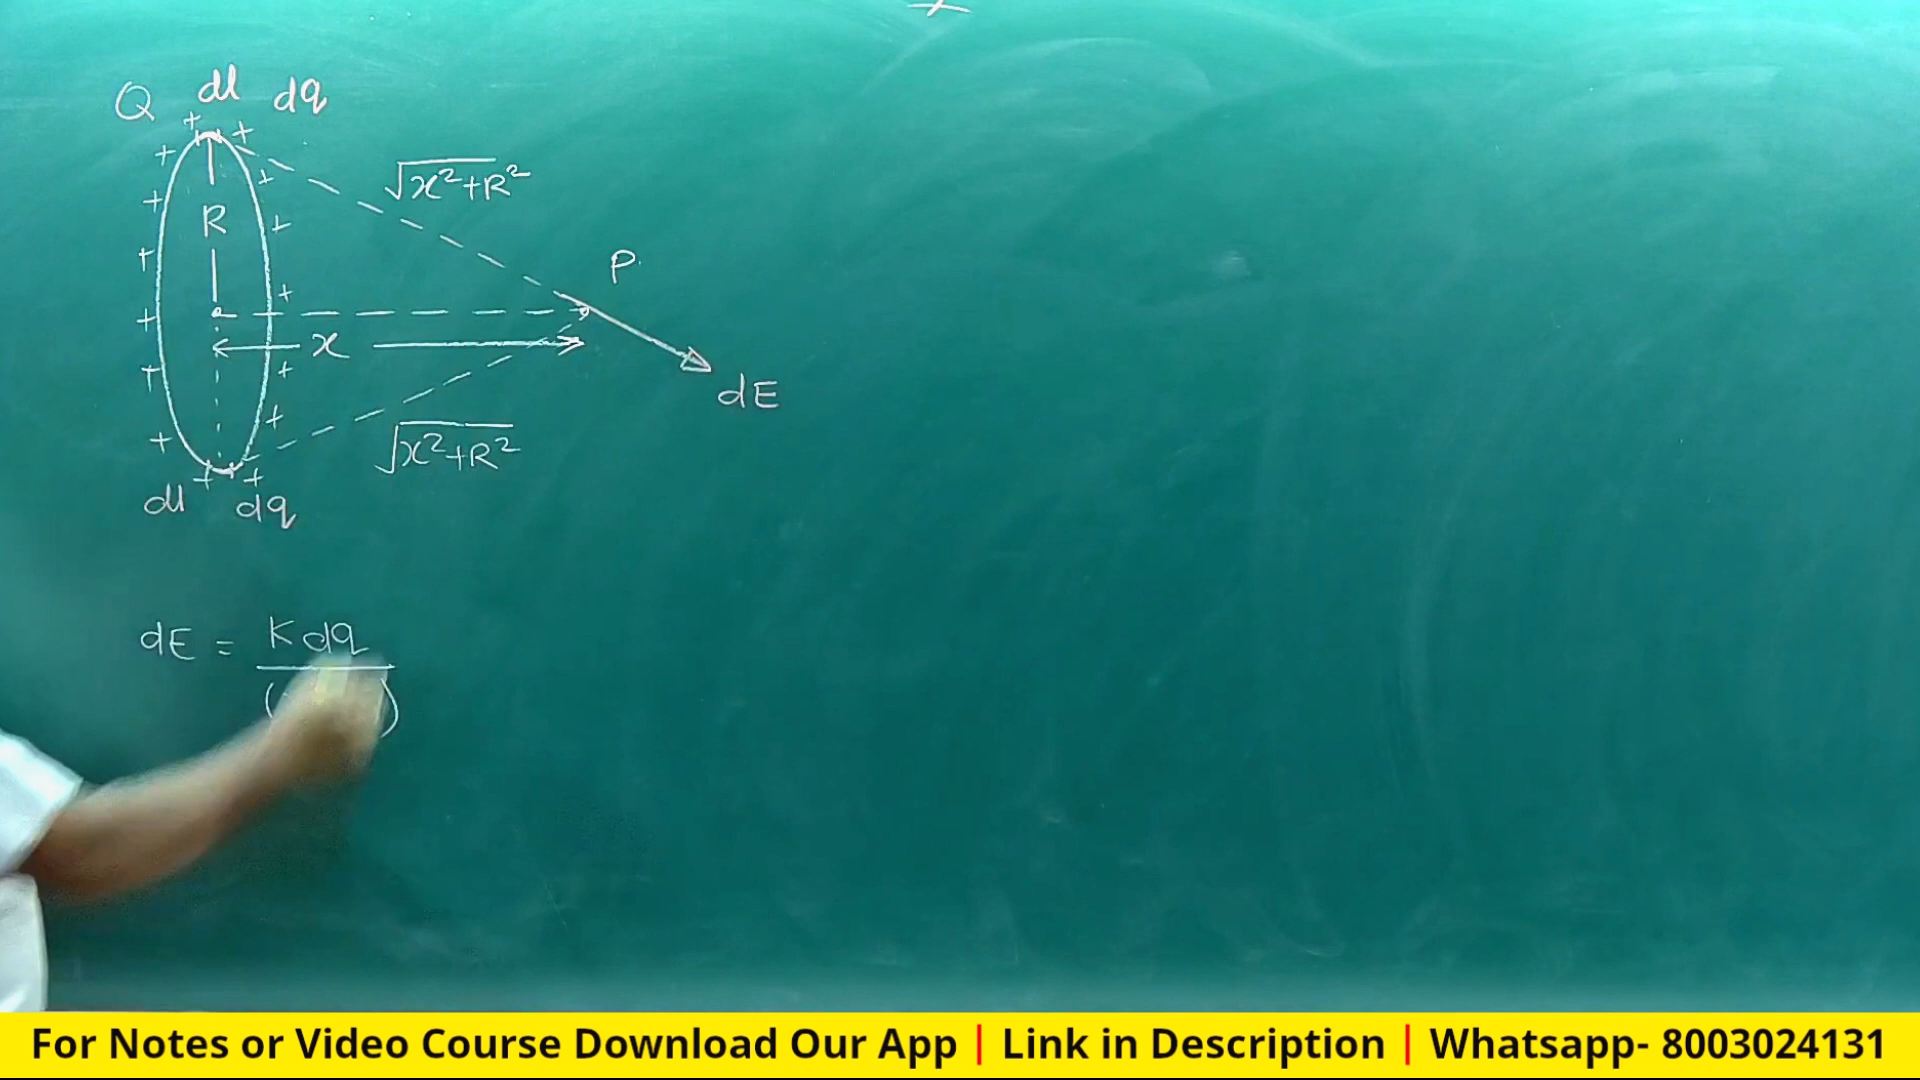 Q dl dq
√x²+R²
R
P
x
dE
√x²+R²
dl dq
dE = K dq
( )
For Notes or Video Course Download Our App | Link in Description | Whatsapp- 8003024131